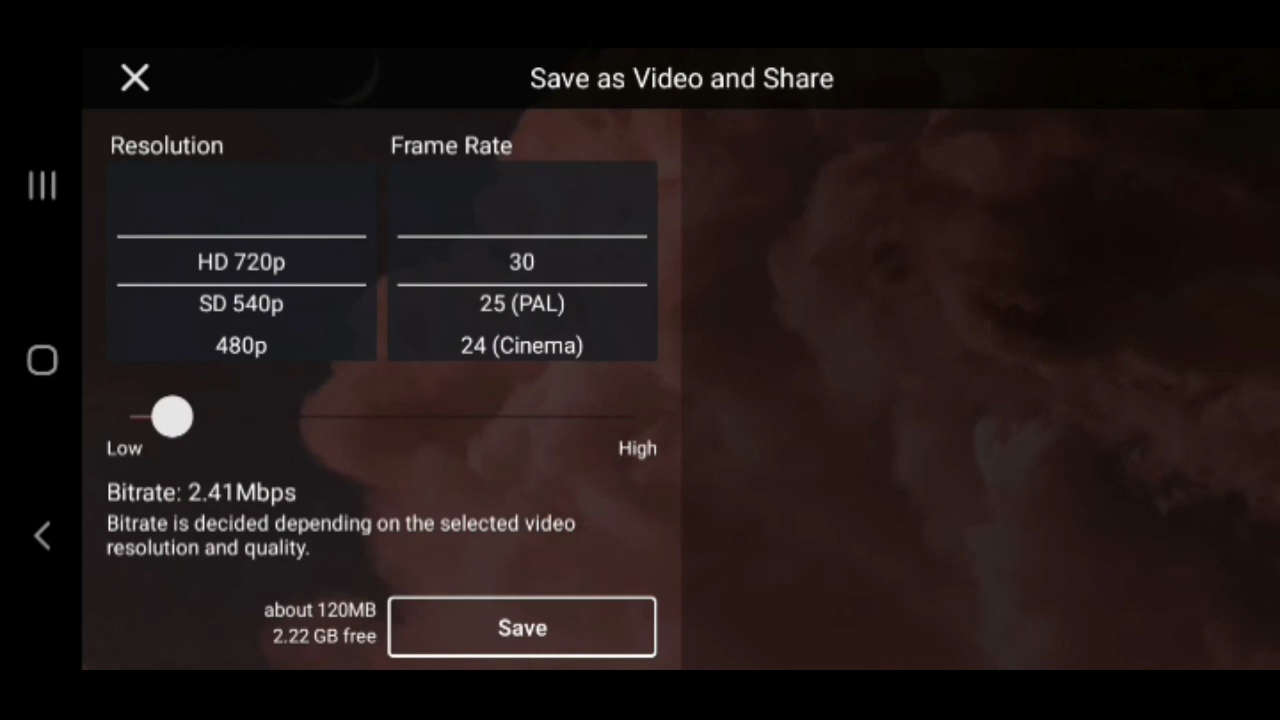 Save as Video and Share
Resolution
Frame Rate
HD 720p
30
SD 540p
25 (PAL)
480p
24 (Cinema)
Low
High
Bitrate: 2.41Mbps
Bitrate is decided depending on the selected video
resolution and quality.
about 120MB
2.22 GB free
Save